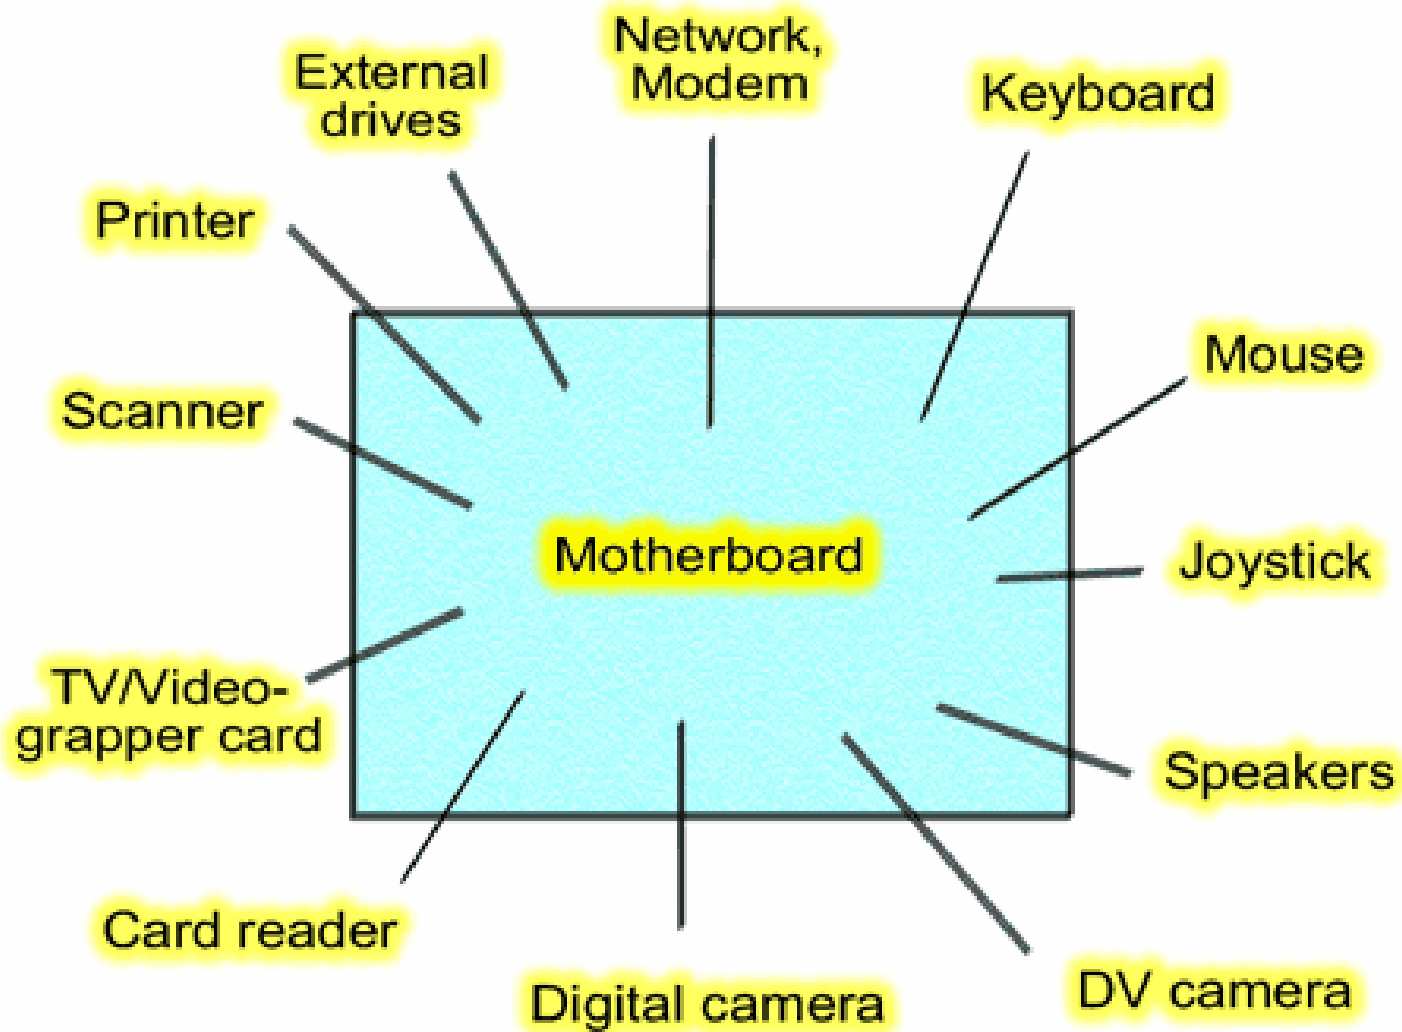 Network,
Modem
External
drives
Keyboard
Printer
Mouse
Scanner
Motherboard
Joystick
TV/Video-
grapper card
Speakers
Card reader
Digital camera
DV camera